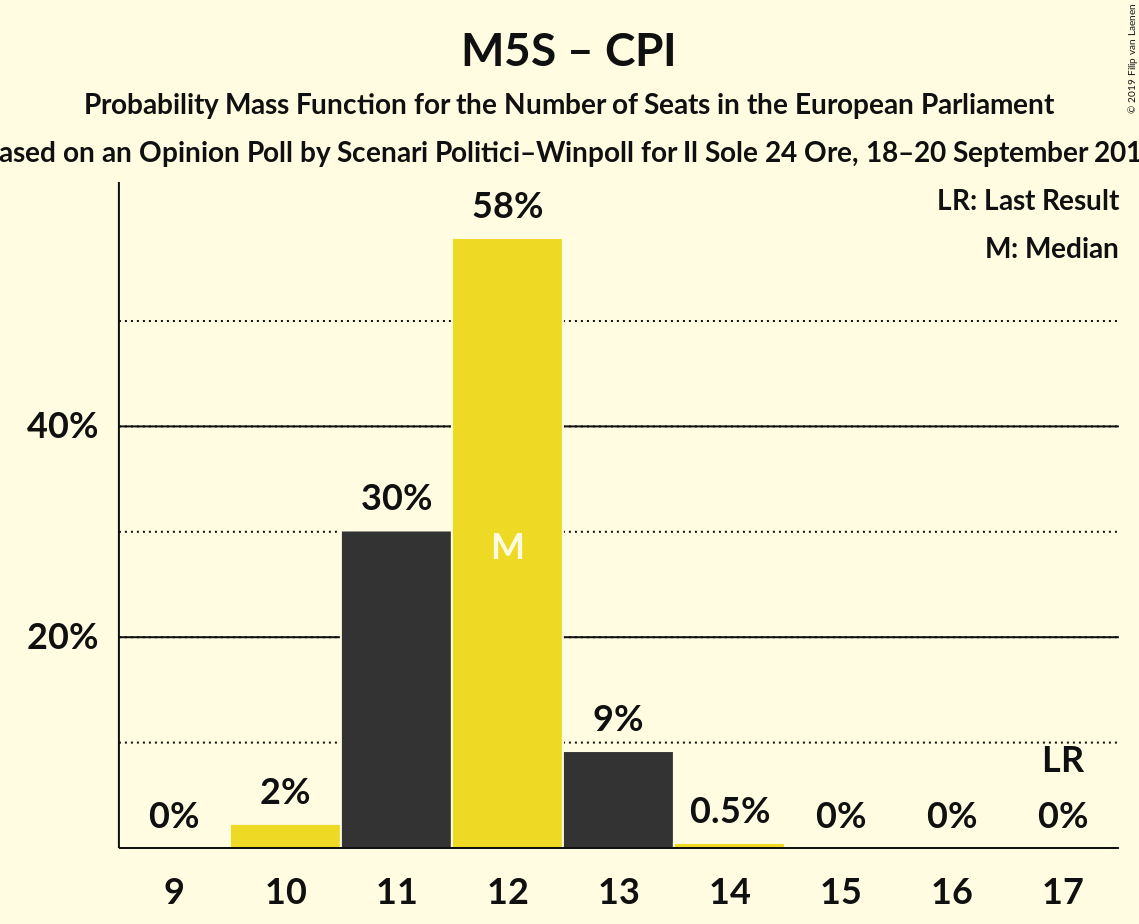 M5S – CPI
Probability Mass Function for the Number of Seats in the European Parliament
ased on an Opinion Poll by Scenari Politici–Winpoll for Il Sole 24 Ore, 18–20 September 201
© 2019 Filip van Laenen
LR: Last Result
M: Median
58%
40%
30%
M
20%
9%
LR
0%
2%
0.5%
0%
0%
0%
9 10 11 12 13 14 15 16 17